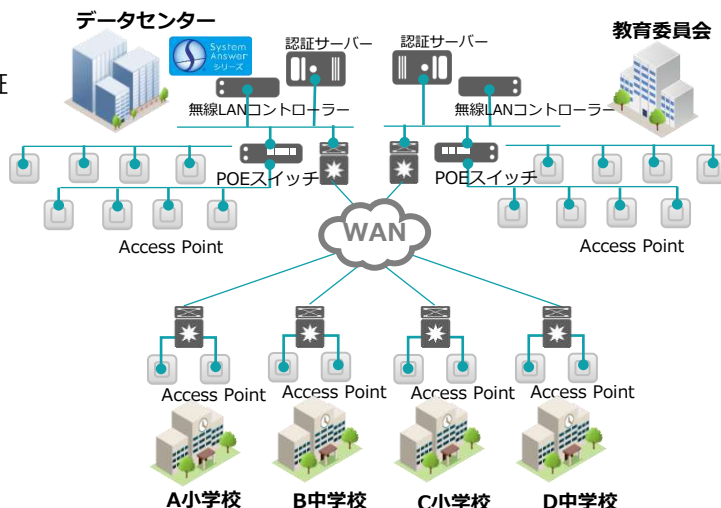 データセンター
System
Answer
シリーズ
認証サーバー
認証サーバー
教育委員会
無線LANコントローラー
無線LANコントローラー
POEスイッチ
POEスイッチ
Access Point
WAN
Access Point
Access Point
Access Point
Access Point
Access Point
A小学校
B中学校
C小学校
D中学校